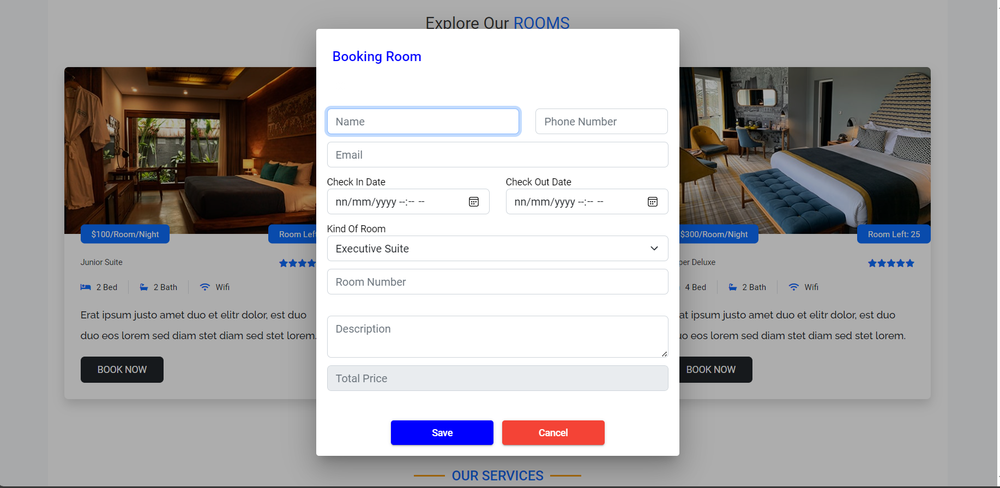 Explore Our ROOMS
Booking Room
Name
Phone Number
Email
Check In Date
Check Out Date
nn/mm/yyyy --:-- --
nn/mm/yyyy --:-- --
Kind Of Room
Executive Suite
Room Number
Description
Total Price
Save
Cancel
$100/Room/Night
Room Left
Junior Suite
2 Bed
2 Bath
Wifi
Erat ipsum justo amet duo et elitr dolor, est duo
duo eos lorem sed diam stet diam sed stet lorem.
BOOK NOW
$300/Room/Night
Room Left: 25
Deluxe
4 Bed
2 Bath
Wifi
ipsum justo amet duo et elitr dolor, est duo
eos lorem sed diam stet diam sed stet lorem.
BOOK NOW
OUR SERVICES